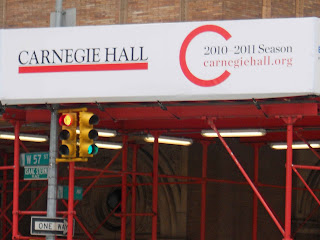 CARNEGIE HALL
2010 - 2011 Season
carnegiehall.org
W 57 ST
ONE WAY